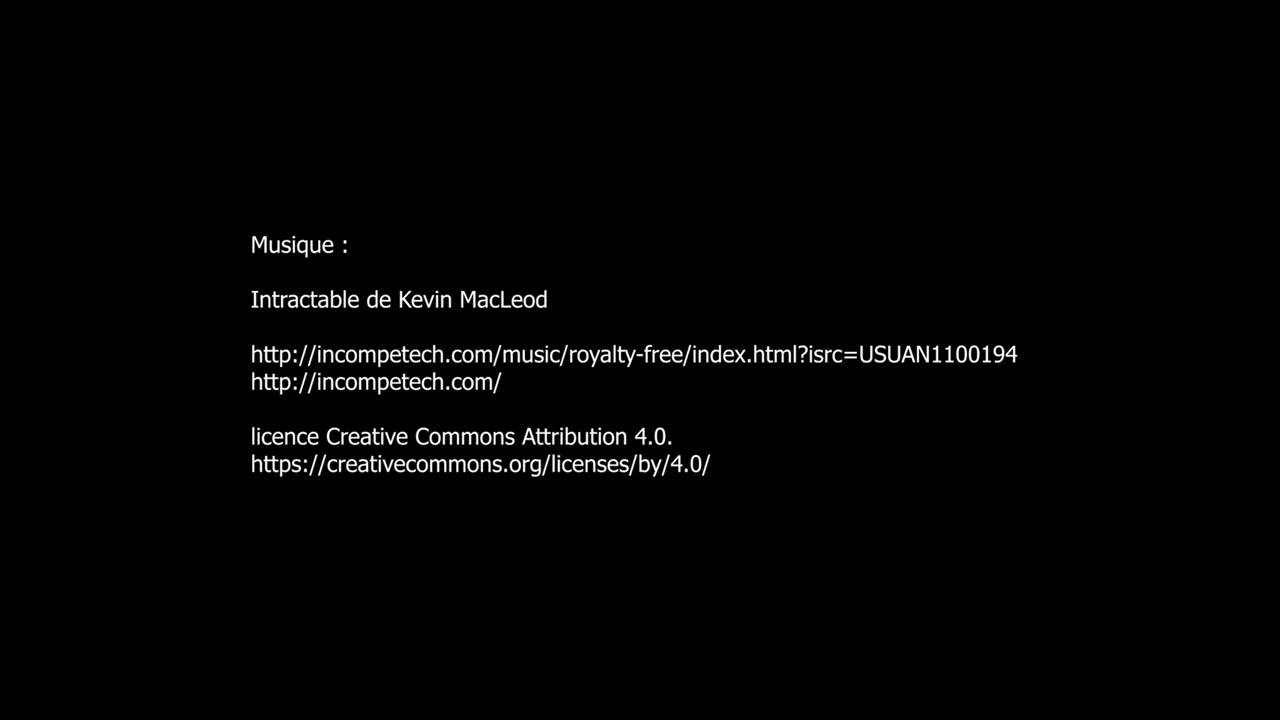 Musique :
Intractable de Kevin MacLeod
http://incompetech.com/music/royalty-free/index.html?isrc=USUAN1100194
http://incompetech.com/
licence Creative Commons Attribution 4.0.
https://creativecommons.org/licenses/by/4.0/